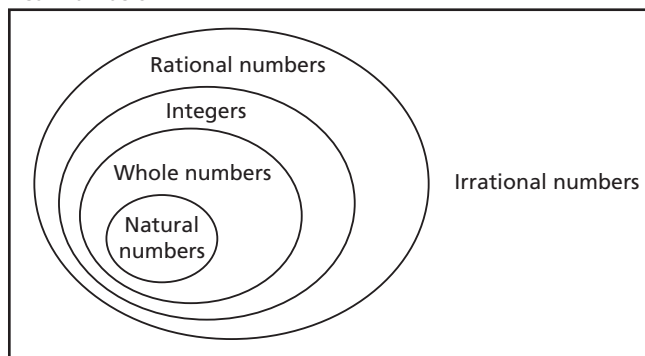 Rational numbers
Integers
Whole numbers
Irrational numbers
Natural
numbers